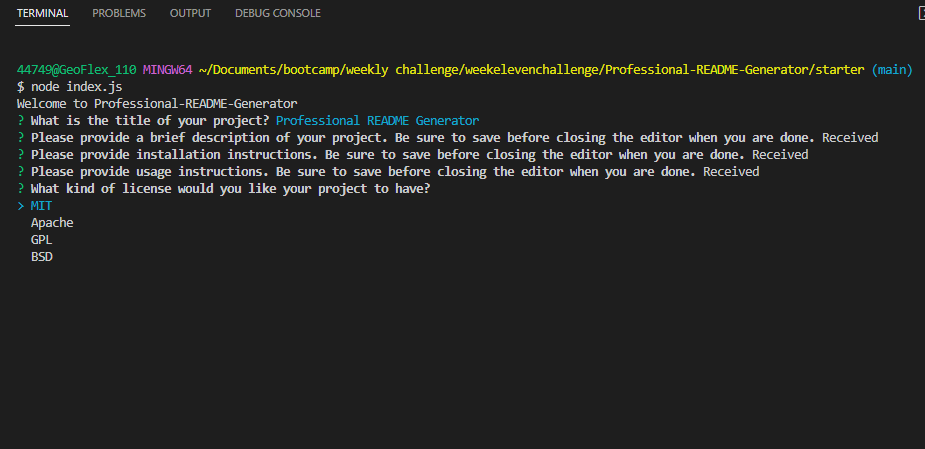 TERMINAL PROBLEMS OUTPUT DEBUG CONSOLE
44749@GeoFlex_110 MINGW64 ~/Documents/bootcamp/weekly challenge/weekelevenchallenge/Professional-README-Generator/starter (main)
$ node index.js
Welcome to Professional-README-Generator
? What is the title of your project? Professional README Generator
? Please provide a brief description of your project. Be sure to save before closing the editor when you are done. Received
? Please provide installation instructions. Be sure to save before closing the editor when you are done. Received
? Please provide usage instructions. Be sure to save before closing the editor when you are done. Received
? What kind of license would you like your project to have?
> MIT
Apache
GPL
BSD